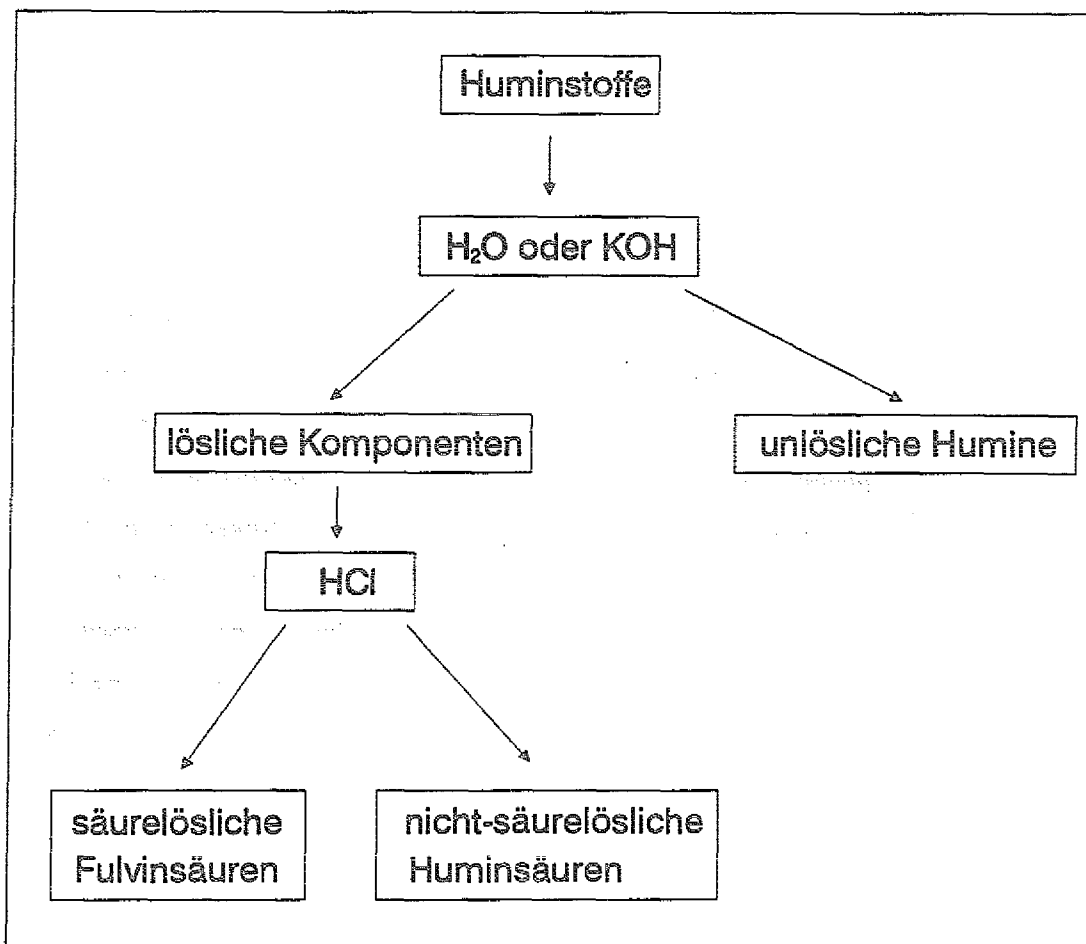 Huminstoffe
H₂O oder KOH
lösliche Komponenten
unlösliche Humine
HCl
säurelösliche
Fulvinsäuren
nicht-säurelösliche
Huminsäuren